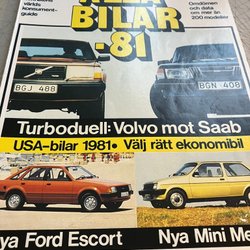 världs
konsument-
guide
BILAR
-81
Omdömen
och data
om mer än
200 modeller
BGJ 488
BGN 408
Turboduell: Volvo mot Saab
USA-bilar 1981 • Välj rätt ekonomibil
ya Ford Escort
Nya Mini Me